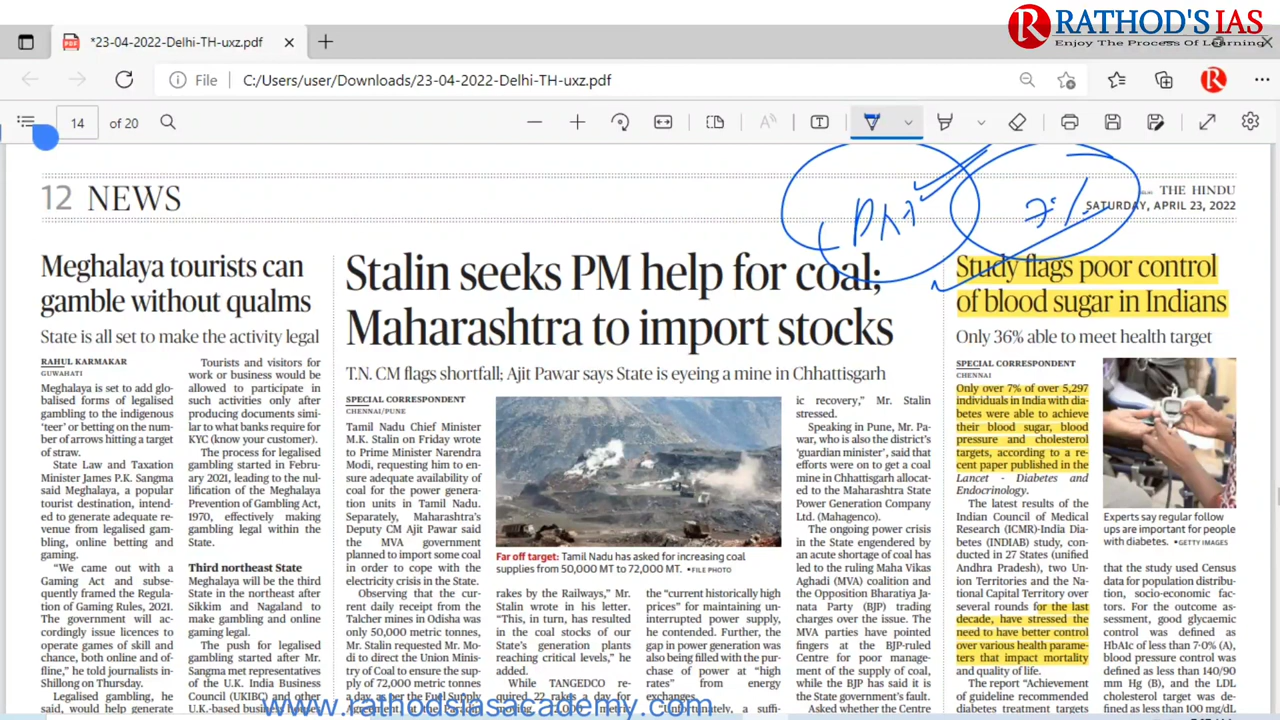 RATHOD'S IAS
Enjoy The Process Of Learning
*23-04-2022-Delhi-TH-uxz.pdf
File
C:/Users/user/Downloads/23-04-2022-Delhi-TH-uxz.pdf
14
of 20
12 NEWS
THE HINDU
SATURDAY, APRIL 23, 2022
7%
Meghalaya tourists can
gamble without qualms
State is all set to make the activity legal
RAHUL KARMAKAR
GUWAHATI
Meghalaya is set to add glo-
balised forms of legalised
gambling to the indigenous
'teer' or betting on the num-
ber of arrows hitting a target
of straw.
State Law and Taxation
Minister James P.K. Sangma
said Meghalaya, a popular
tourist destination, intend-
ed to generate adequate re-
venue from legalised gam-
bling, online betting and
gaming.
"We came out with a
Gaming Act and subse-
quently framed the Regula-
tion of Gaming Rules, 2021.
The government will ac-
cordingly issue licences to
operate games of skill and
chance, both online and of-
fline," he told journalists in
Shillong on Thursday.
Legalised gambling, he
said, would help generate
Tourists and visitors for
work or business would be
allowed to participate in
such activities only after
producing documents simi-
lar to what banks require for
KYC (know your customer).
The process for legalised
gambling started in Febru-
ary 2021, leading to the nul-
lification of the Meghalaya
Prevention of Gambling Act,
1970, effectively making
gambling legal within the
State.
Third northeast State
Meghalaya will be the third
State in the northeast after
Sikkim and Nagaland to
make gambling and online
gaming legal.
The push for legalised
gambling started after Mr.
Sangma met representatives
of the U.K. India Business
Council (UKIBC) and other
U.K.-based
Stalin seeks PM help for coal;
Maharashtra to import stocks
T.N. CM flags shortfall; Ajit Pawar says State is eyeing a mine in Chhattisgarh
SPECIAL CORRESPONDENT
CHENNAI/PUNE
Tamil Nadu Chief Minister
M.K. Stalin on Friday wrote
to Prime Minister Narendra
Modi, requesting him to en-
sure adequate availability of
coal for the power genera-
tion units in Tamil Nadu.
Separately, Maharashtra's
Deputy CM Ajit Pawar said
the MVA government
planned to import some coal
in order to cope with the
electricity crisis in the State.
Observing that the cur-
rent daily receipt from the
Talcher mines in Odisha was
only 50,000 metric tonnes,
Mr. Stalin requested Mr. Mo-
di to direct the Union Minis-
try of Coal to ensure the sup-
ply of 72,000 metric tonnes
a day, as per the Fuel Supply
Far off target: Tamil Nadu has asked for increasing coal
supplies from 50,000 MT to 72,000 MT. •FILE PHOTO
rakes by the Railways," Mr.
Stalin wrote in his letter.
"This, in turn, has resulted
in the coal stocks of our
State's generation plants
reaching critical levels," he
added.
While TANGEDCO re-
quired 22 rakes a day for
the "current historically high
prices" for maintaining un-
interrupted power supply,
he contended. Further, the
gap in power generation was
also being filled with the pur-
chase of power at "high
rates" from energy
exchanges.
"Unfortunately, a suffi-
ic recovery," Mr. Stalin
stressed.
Speaking in Pune, Mr. Pa-
war, who is also the district's
'guardian minister', said that
efforts were on to get a coal
mine in Chhattisgarh allocat-
ed to the Maharashtra State
Power Generation Company
Ltd. (Mahagenco).
The ongoing power crisis
in the State engendered by
an acute shortage of coal has
led to the ruling Maha Vikas
Aghadi (MVA) coalition and
the Opposition Bharatiya Ja-
nata Party (BJP) trading
charges over the issue. The
MVA parties have pointed
fingers at the BJP-ruled
Centre for poor manage-
ment of the supply of coal,
while the BJP has said it is
the State government's fault.
Asked whether the Centre
Study flags poor control
of blood sugar in Indians
Only 36% able to meet health target
SPECIAL CORRESPONDENT
CHENNAI
Only over 7% of over 5,297
individuals in India with dia-
betes were able to achieve
their blood sugar, blood
pressure and cholesterol
targets, according to a re-
cent paper published in the
Lancet - Diabetes and
Endocrinology.
The latest results of the
Indian Council of Medical
Research (ICMR)-India Dia-
betes (INDIAB) study, con-
ducted in 27 States (unified
Andhra Pradesh), two Un-
ion Territories and the Na-
tional Capital Territory over
several rounds for the last
decade, have stressed the
need to have better control
over various health parame-
ters that impact mortality
and quality of life.
The report "Achievement
of guideline recommended
diabetes treatment targets
Experts say regular follow
ups are important for people
with diabetes. •GETTY IMAGES
that the study used Census
data for population distribu-
tion, socio-economic fac-
tors. For the outcome as-
sessment, good glycaemic
control was defined as
HbA1c of less than 7·0% (A),
blood pressure control was
defined as less than 140/90
mm Hg (B), and the LDL
cholesterol target was de-
fined as less than 100 mg/dL
www.rathodsiasacademy.com